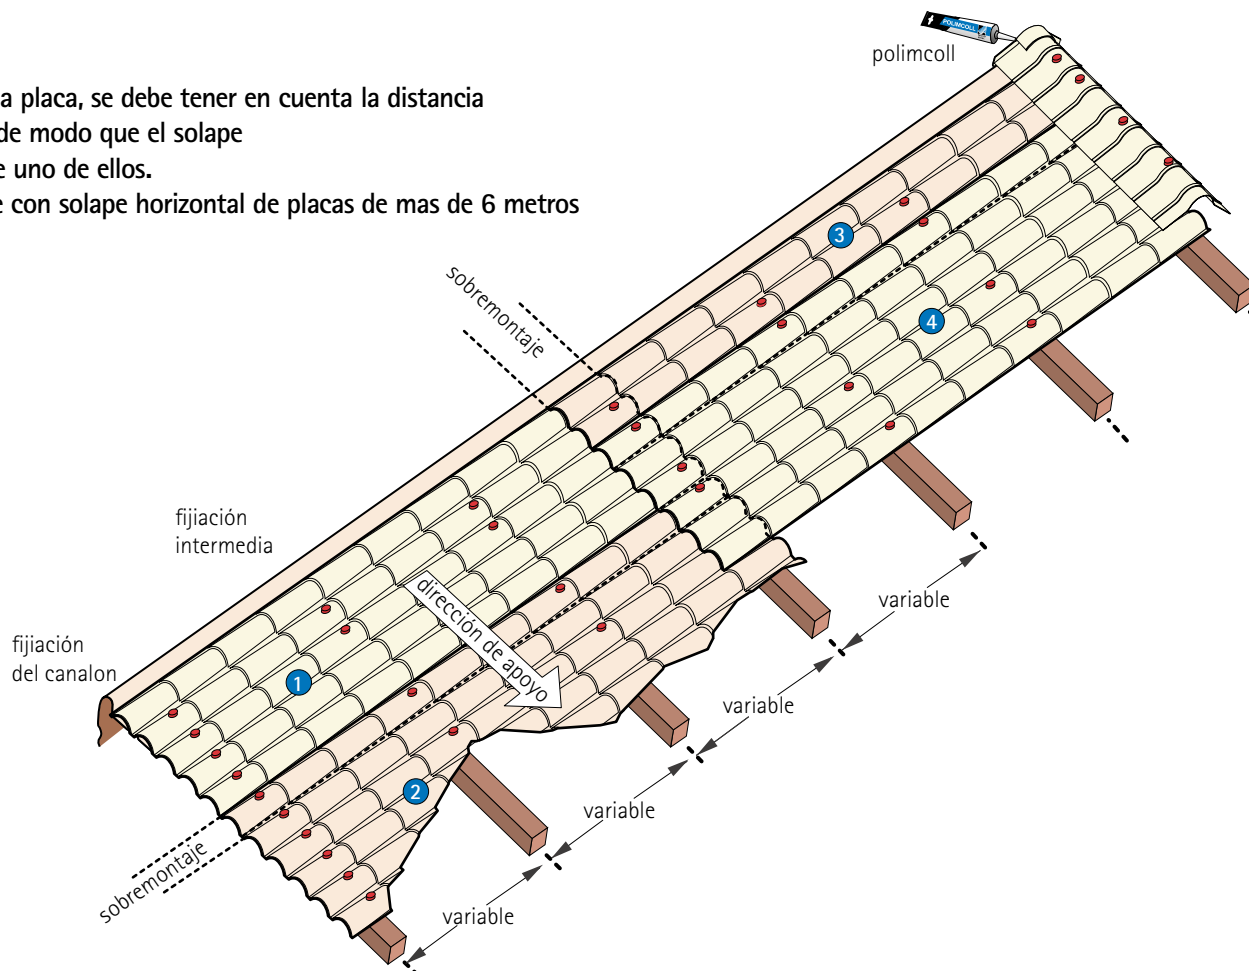 POLIMCOLL
polimcoll
a placa, se debe tener en cuenta la distancia
de modo que el solape
e uno de ellos.
e con solape horizontal de placas de mas de 6 metros
3
sobremontaje
4
fijiación
intermedia
dirección de apoyo
variable
fijiación
del canalon
1
variable
2
variable
sobremontaje
variable